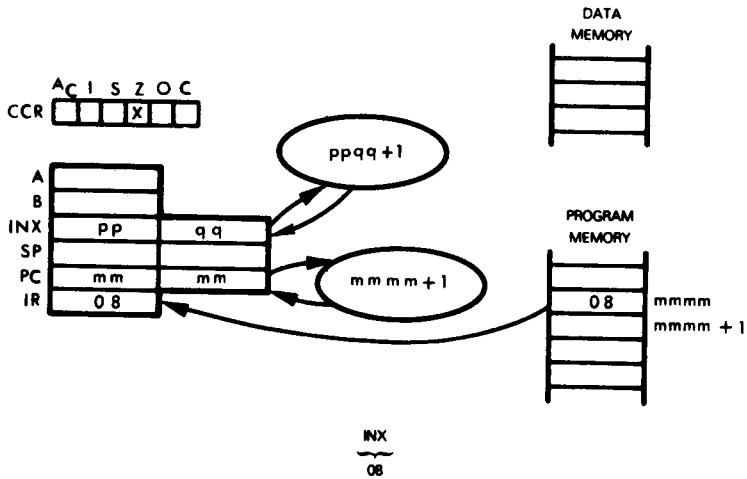 DATA
MEMORY
AC I S Z O C
CCR X
ppqq+1
A
B
INX pp qq
SP
PC mm mm
IR 08
mmmm+1
PROGRAM
MEMORY
08 mmmm
mmmm + 1
INX
08